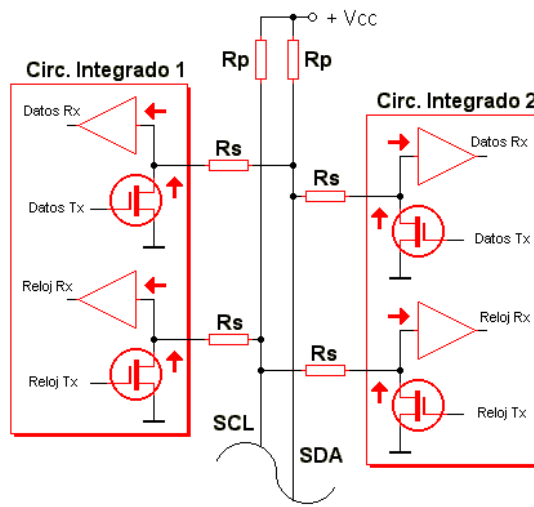 + Vcc
Rp
Rp
Circ. Integrado 1
Datos Rx
Rs
Datos Tx
Reloj Rx
Rs
Reloj Tx
Circ. Integrado 2
Datos Rx
Rs
Datos Tx
Reloj Rx
Rs
Reloj Tx
SCL
SDA